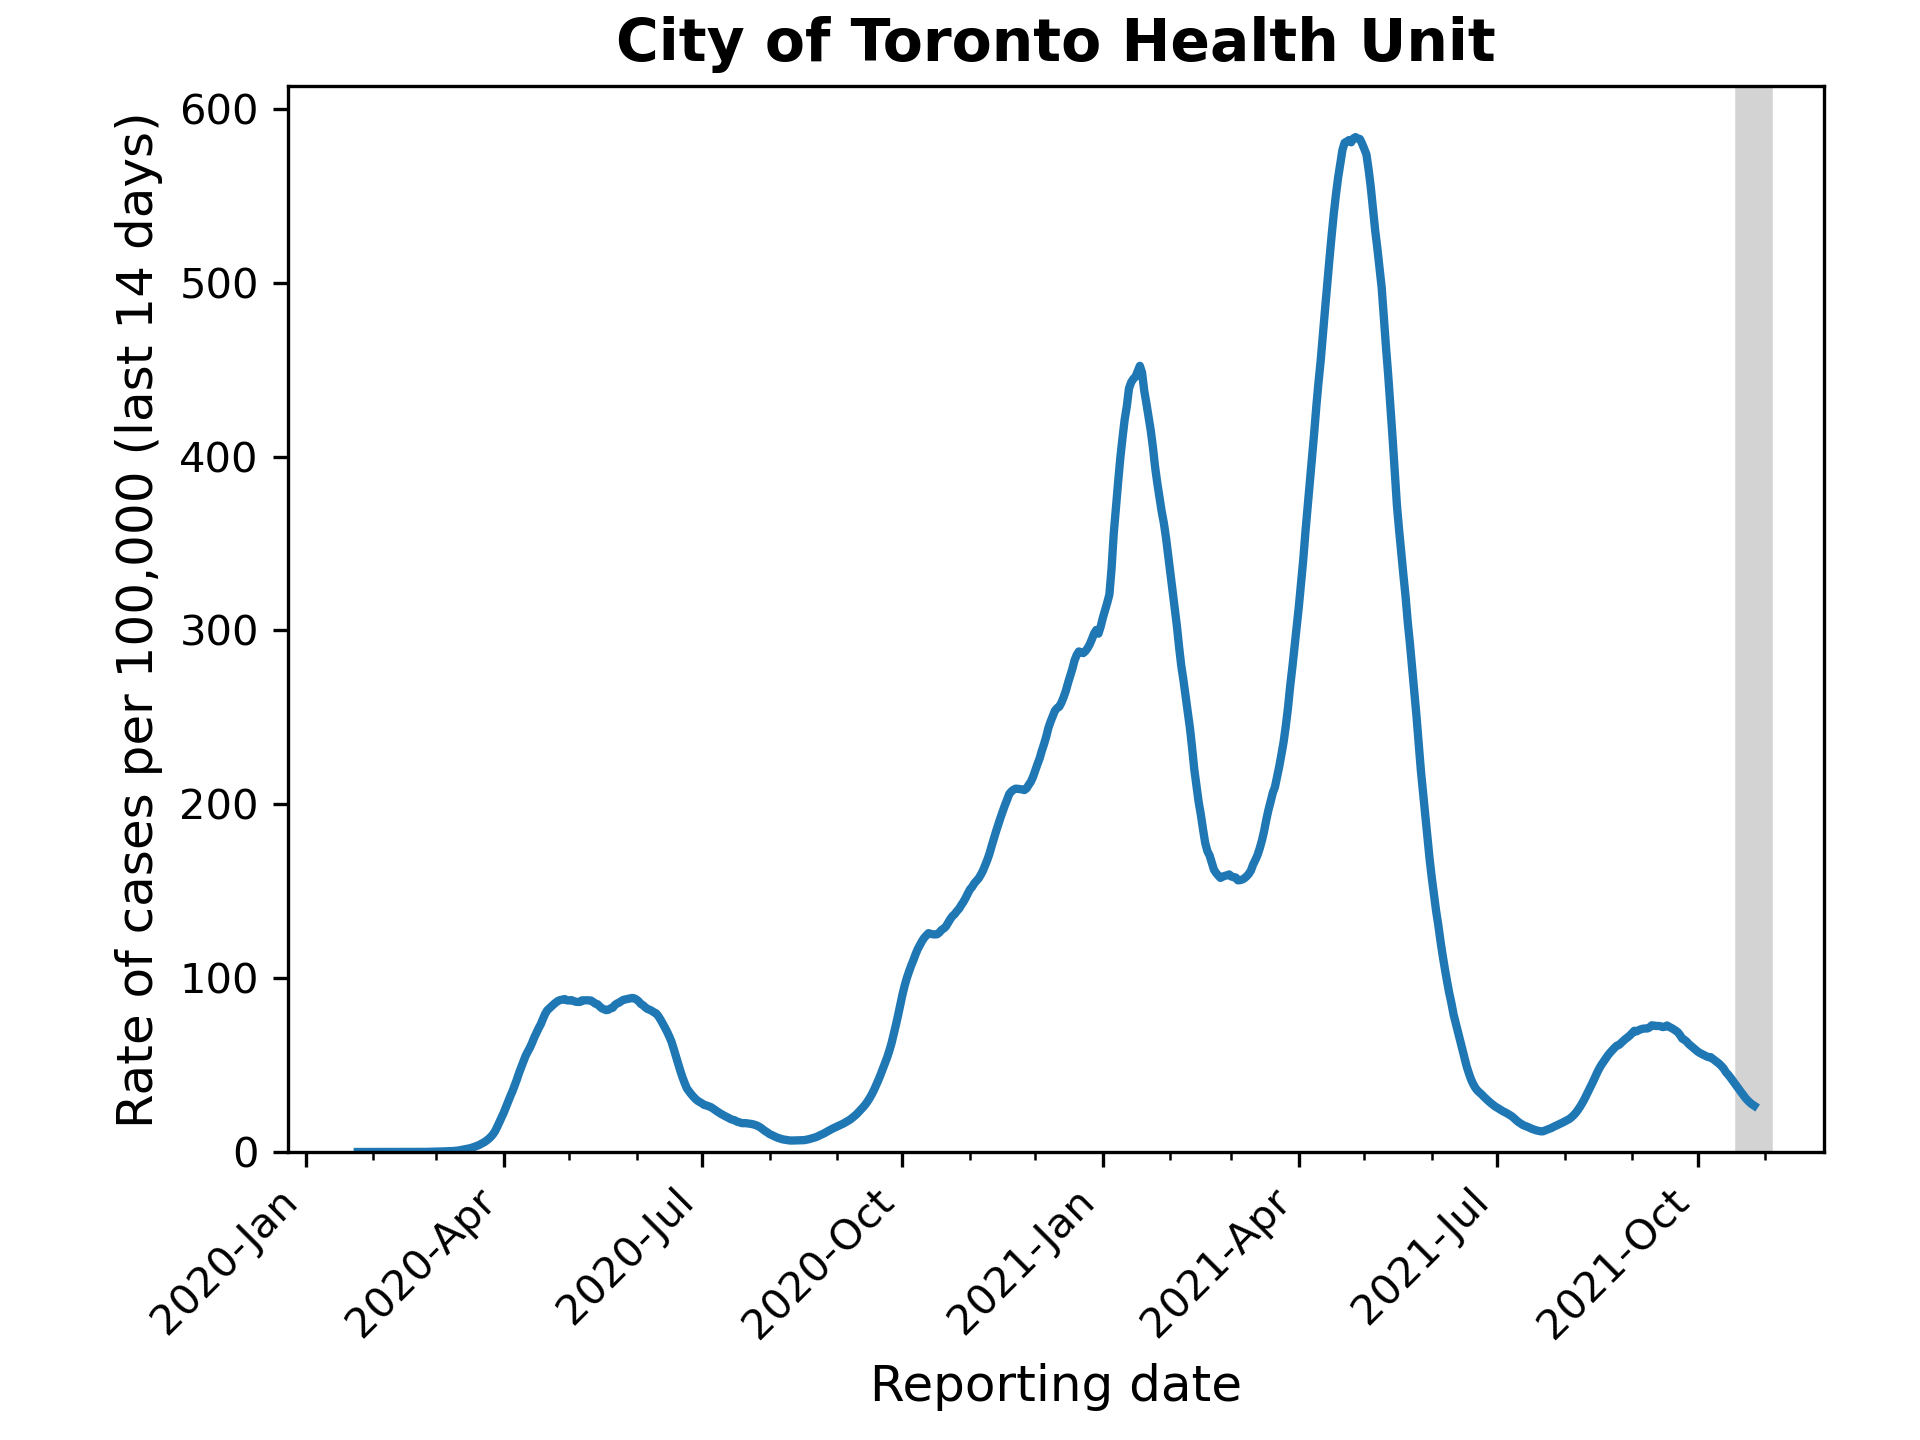 City of Toronto Health Unit
Rate of cases per 100,000 (last 14 days)
600
500
400
300
200
100
0
2020-Jan
2020-Apr
2020-Jul
2020-Oct
2021-Jan
2021-Apr
2021-Jul
2021-Oct
Reporting date